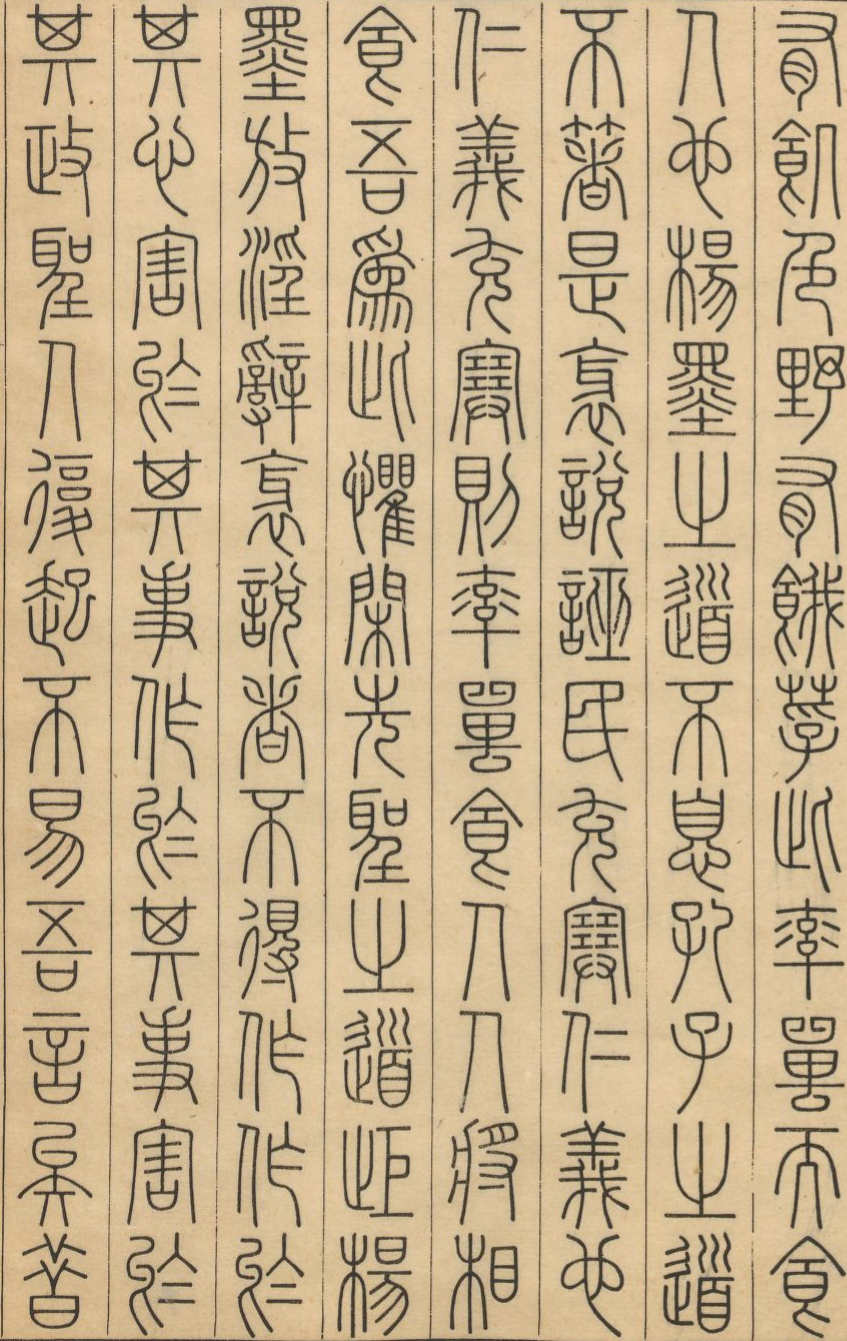 有飢色野有餓莩此率獸而食
人也楊墨之道不息孔子之道
不著是邪說誣民充塞仁義也
仁義充塞則率獸食人人將相
食吾為此懼閑先聖之道距楊
墨放淫辭邪說者不得作作於
其心害於其事作於其事害於
其政聖人復起不易吾言矣昔